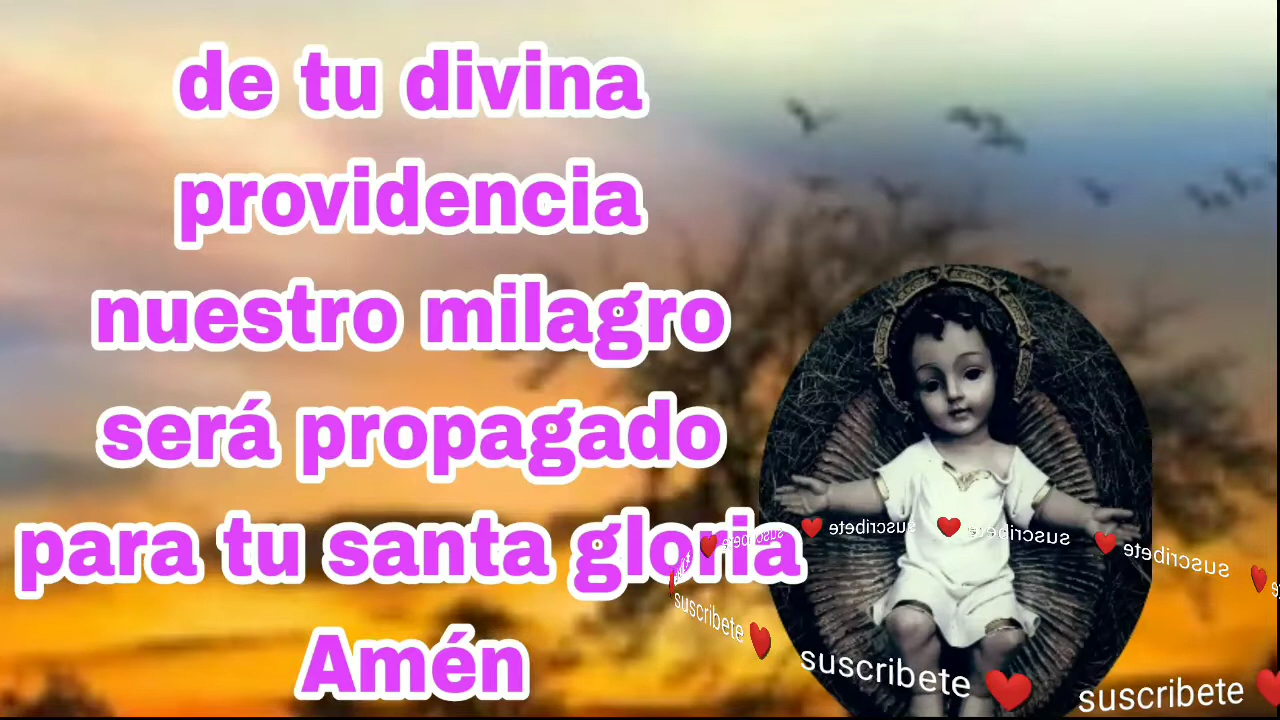 de tu divina
providencia
nuestro milagro
será propagado
para tu santa gloria
Amén
suscribete
suscribete
suscribete
suscribete
suscribete
suscribete
suscribete